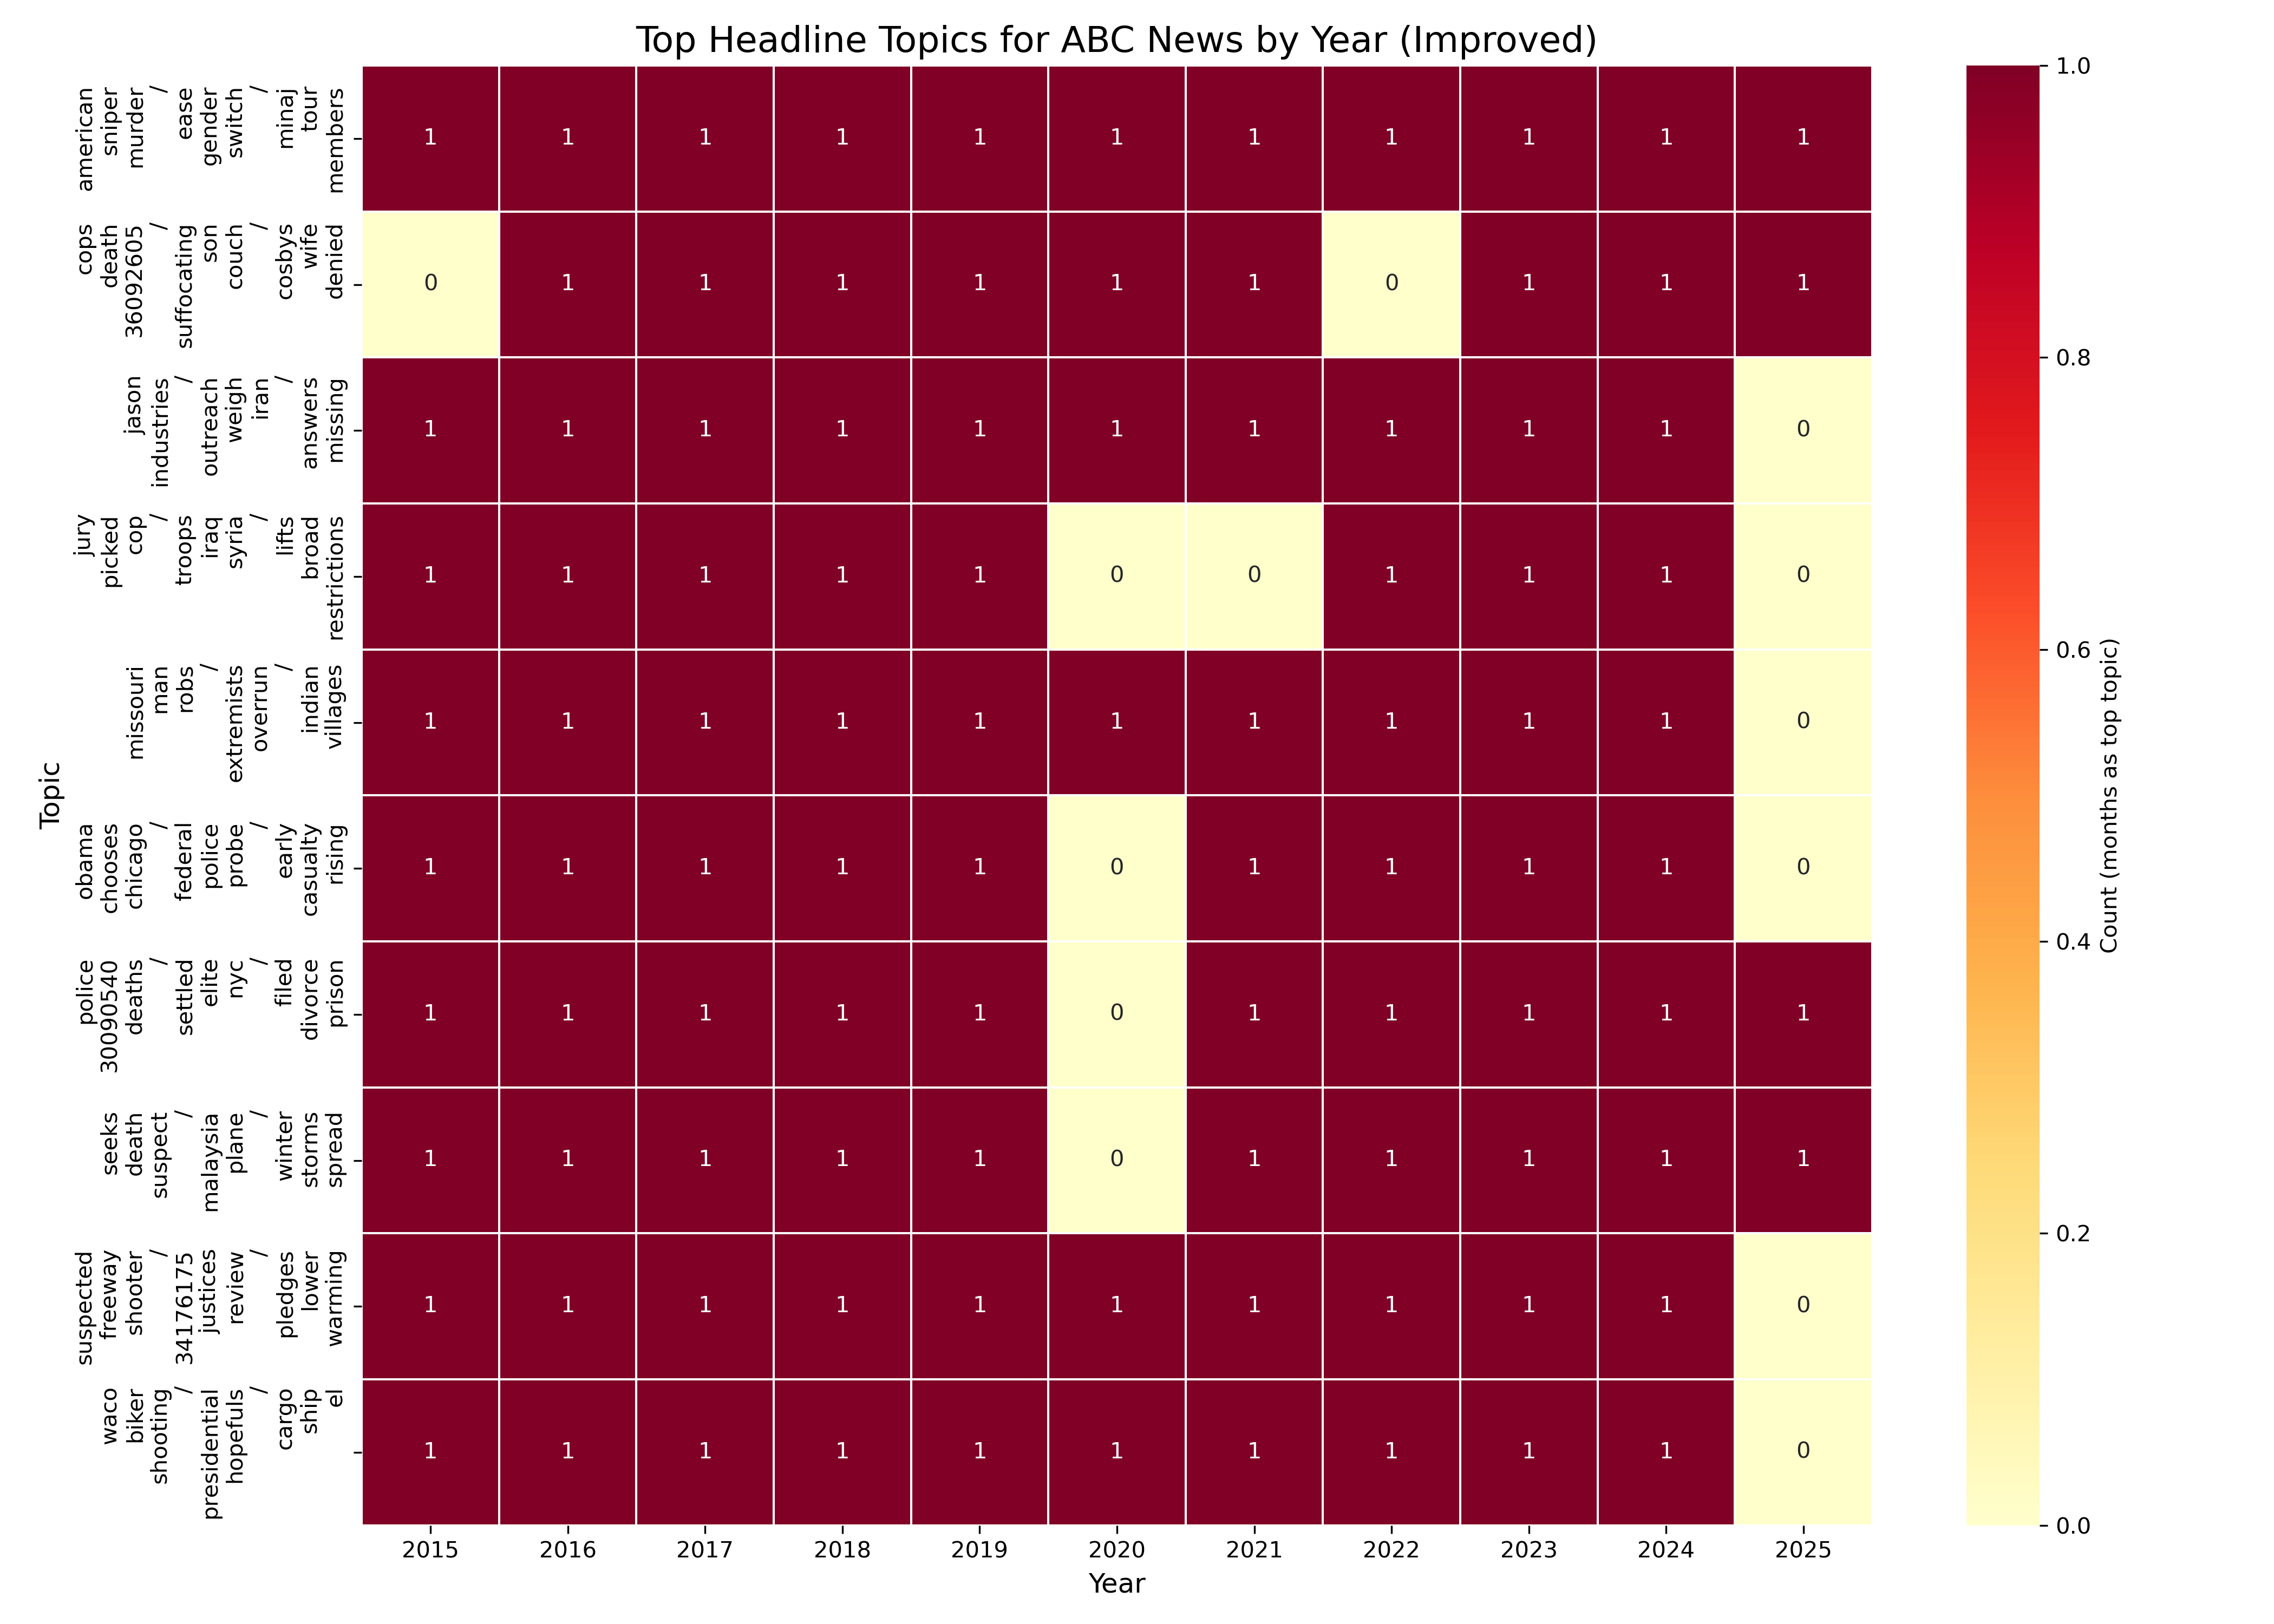 Top Headline Topics for ABC News by Year (Improved)
Topic
american
sniper
murder
/
ease
gender
switch
/
minaj
tour
members
1 1 1 1 1 1 1 1 1 1 1
cops
death
36092605
/
suffocating
son
couch
/
cosbys
wife
denied
0 1 1 1 1 1 1 0 1 1 1
jason
industries
/
outreach
weigh
iran
/
answers
missing
1 1 1 1 1 1 1 1 1 1 0
jury
picked
cop
/
troops
iraq
syria
/
lifts
broad
restrictions
1 1 1 1 1 0 0 1 1 1 0
missouri
man
robs
/
extremists
overrun
/
indian
villages
1 1 1 1 1 1 1 1 1 1 0
obama
chooses
chicago
/
federal
police
probe
/
early
casualty
rising
1 1 1 1 1 0 1 1 1 1 0
police
30090540
deaths
/
settled
elite
nyc
/
filed
divorce
prison
1 1 1 1 1 0 1 1 1 1 1
seeks
death
suspect
/
malaysia
plane
/
winter
storms
spread
1 1 1 1 1 0 1 1 1 1 1
suspected
freeway
shooter
/
34176175
justices
review
/
pledges
lower
warming
1 1 1 1 1 1 1 1 1 1 0
waco
biker
shooting
/
presidential
hopefuls
/
cargo
ship
el
1 1 1 1 1 1 1 1 1 1 0
2015 2016 2017 2018 2019 2020 2021 2022 2023 2024 2025
Year
1.0
0.8
0.6
0.4
0.2
0.0
Count (months as top topic)